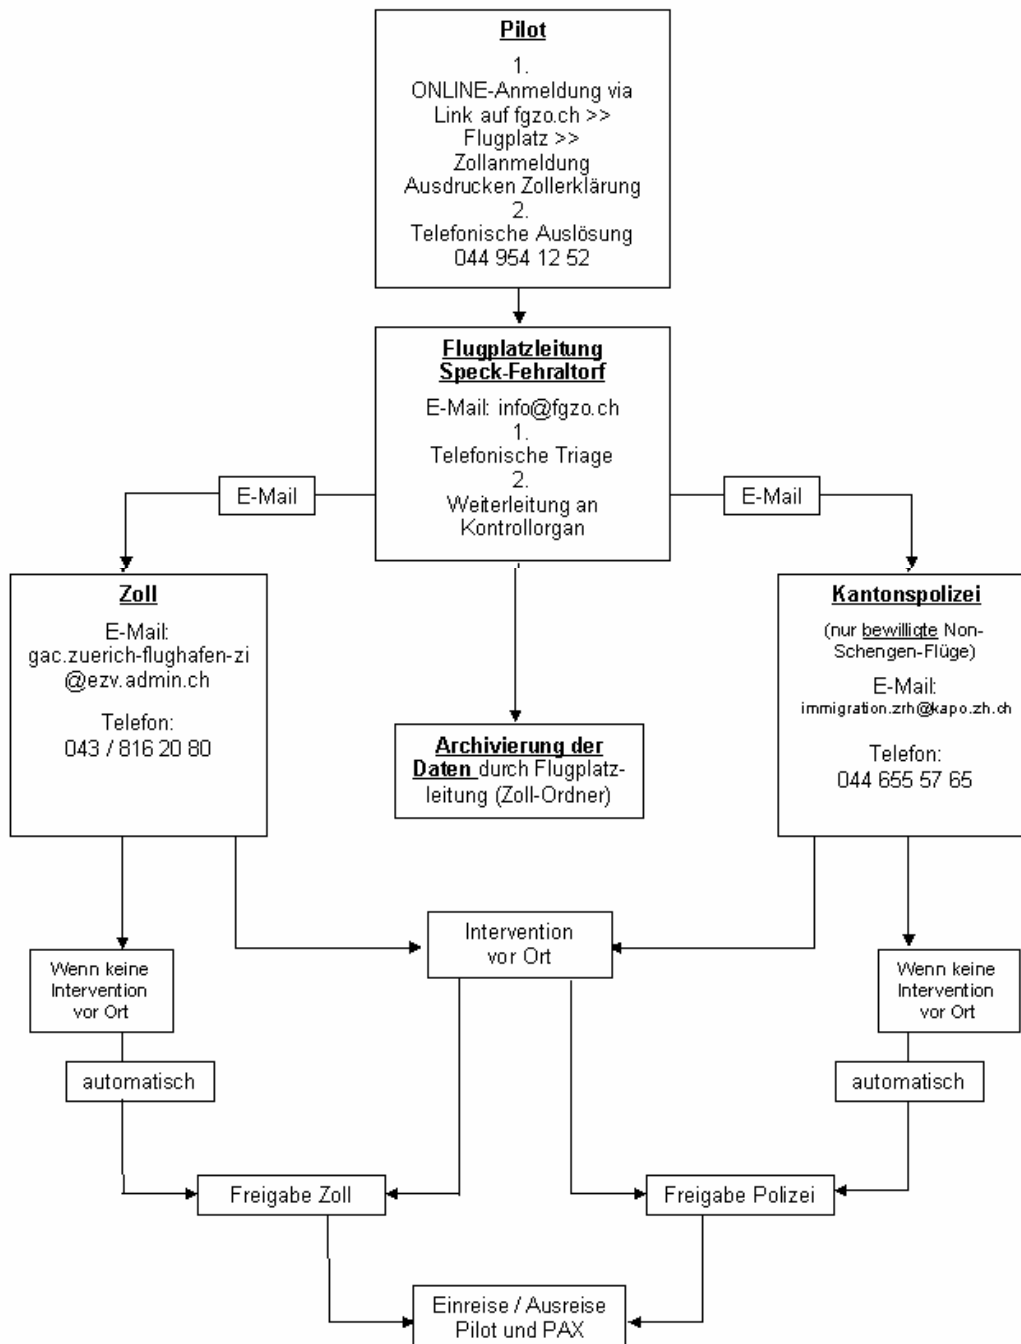 Pilot
1.
ONLINE-Anmeldung via
Link auf fgzo.ch >>
Flugplatz >>
Zollanmeldung
Ausdrucken Zollerklärung
2.
Telefonische Auslösung
044 954 12 52
Flugplatzleitung
Speck-Fehraltorf
E-Mail: info@fgzo.ch
1.
Telefonische Triage
2.
Weiterleitung an
Kontrollorgan
E-Mail
E-Mail
Zoll
E-Mail:
gac.zuerich-flughafen-zi
@ezv.admin.ch
Telefon:
043 / 816 20 80
Kantonspolizei
(nur bewilligte Non-
Schengen-Flüge)
E-Mail:
immigration.zrh@kapo.zh.ch
Telefon:
044 655 57 65
Archivierung der
Daten durch Flugplatz-
leitung (Zoll-Ordner)
Intervention
vor Ort
Wenn keine
Intervention
vor Ort
Wenn keine
Intervention
vor Ort
automatisch
automatisch
Freigabe Zoll
Freigabe Polizei
Einreise / Ausreise
Pilot und PAX